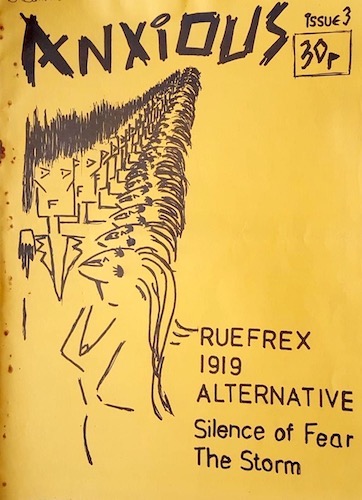 ANXIOUS
ISSUE 3
30p
RUEFREX
1919
ALTERNATIVE
Silence of Fear
The Storm